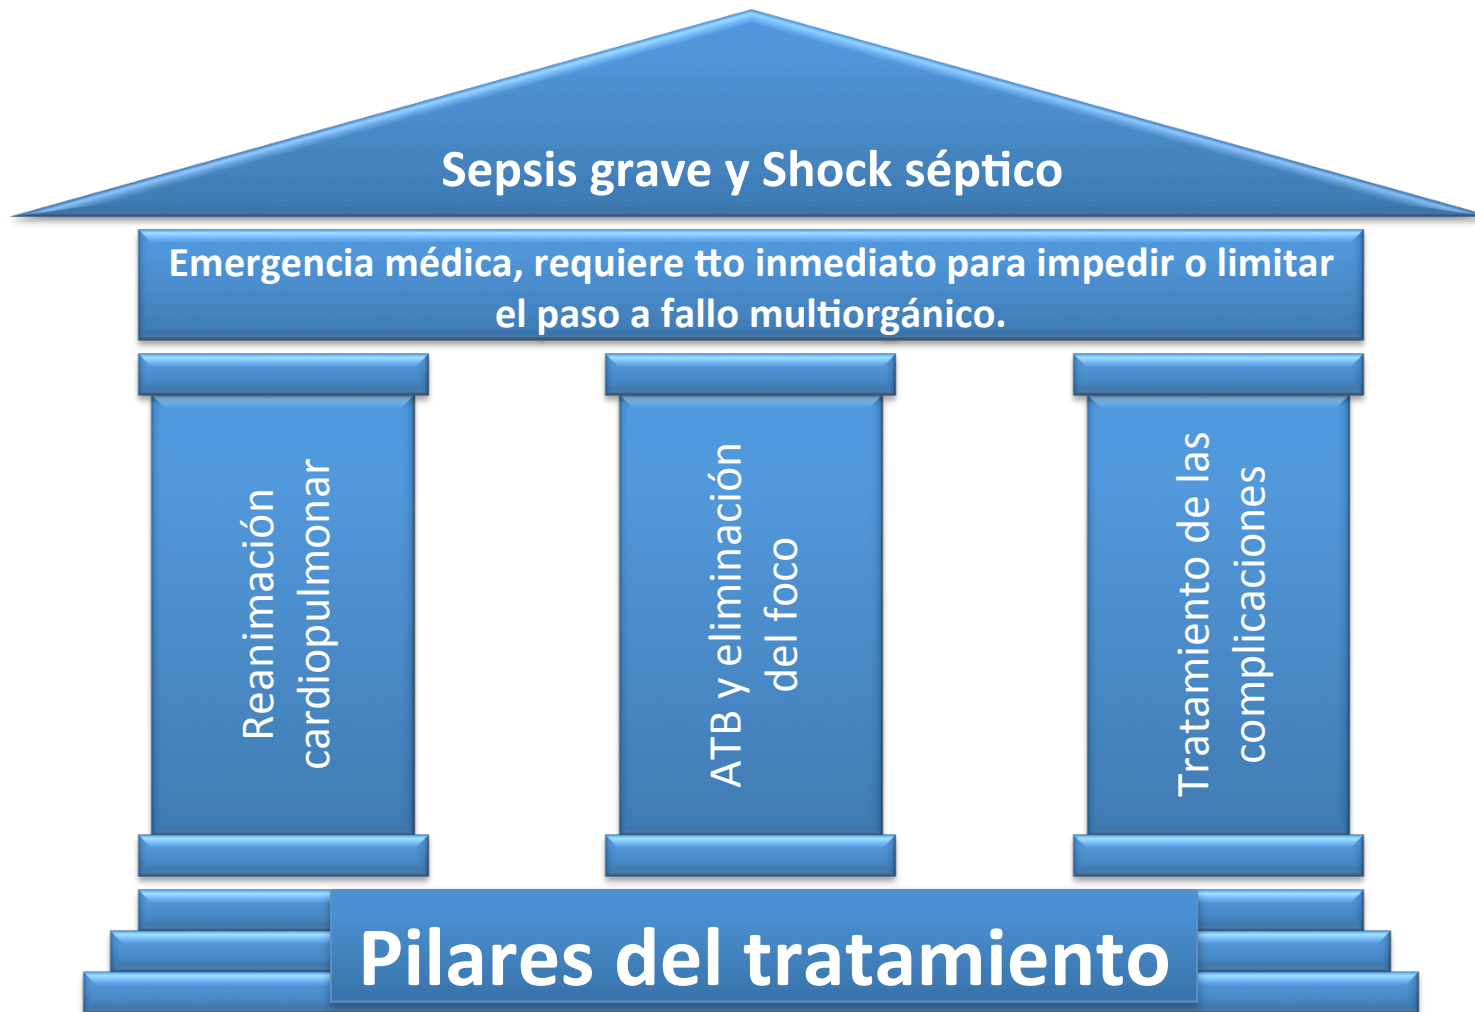 Sepsis grave y Shock séptico
Emergencia médica, requiere tto inmediato para impedir o limitar
el paso a fallo multiorgánico.
Reanimación
cardiopulmonar
ATB y eliminación
del foco
Tratamiento de las
complicaciones
Pilares del tratamiento